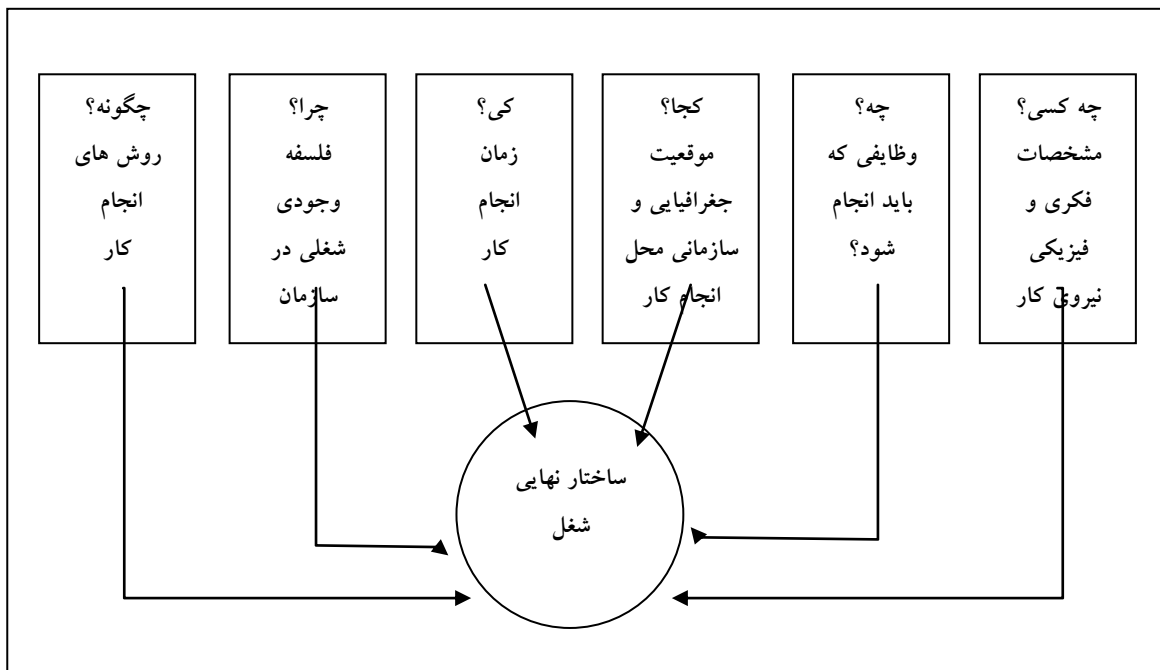 چه کسی؟
مشخصات
فکری و
فیزیکی
نیروی کار
چه؟
وظایفی که
باید انجام
شود؟
کجا؟
موقعیت
جغرافیایی و
سازمانی محل
انجام کار
کی؟
زمان
انجام
کار
چرا؟
فلسفه
وجودی
شغلی در
سازمان
چگونه؟
روش های
انجام
کار
ساختار نهایی
شغل